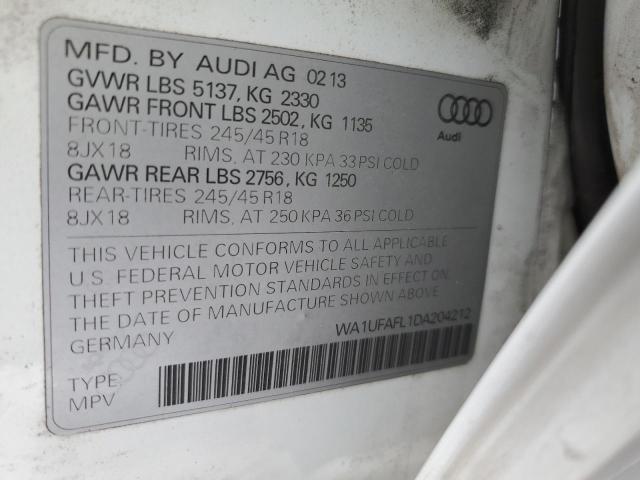 MFD. BY AUDI AG 02 13
GVWR LBS 5137, KG 2330
GAWR FRONT LBS 2502, KG 1135
FRONT-TIRES 245/45 R18
8JX18 RIMS, AT 230 KPA 33 PSI COLD
GAWR REAR LBS 2756, KG 1250
REAR-TIRES 245/45 R18
8JX18 RIMS, AT 250 KPA 36 PSI COLD
Audi
THIS VEHICLE CONFORMS TO ALL APPLICABLE
U.S. FEDERAL MOTOR VEHICLE SAFETY AND
THEFT PREVENTION STANDARDS IN EFFECT ON
THE DATE OF MANUFACTURE SHOWN ABOVE.
GERMANY WA1UFAFL1DA204212
TYPE:
MPV